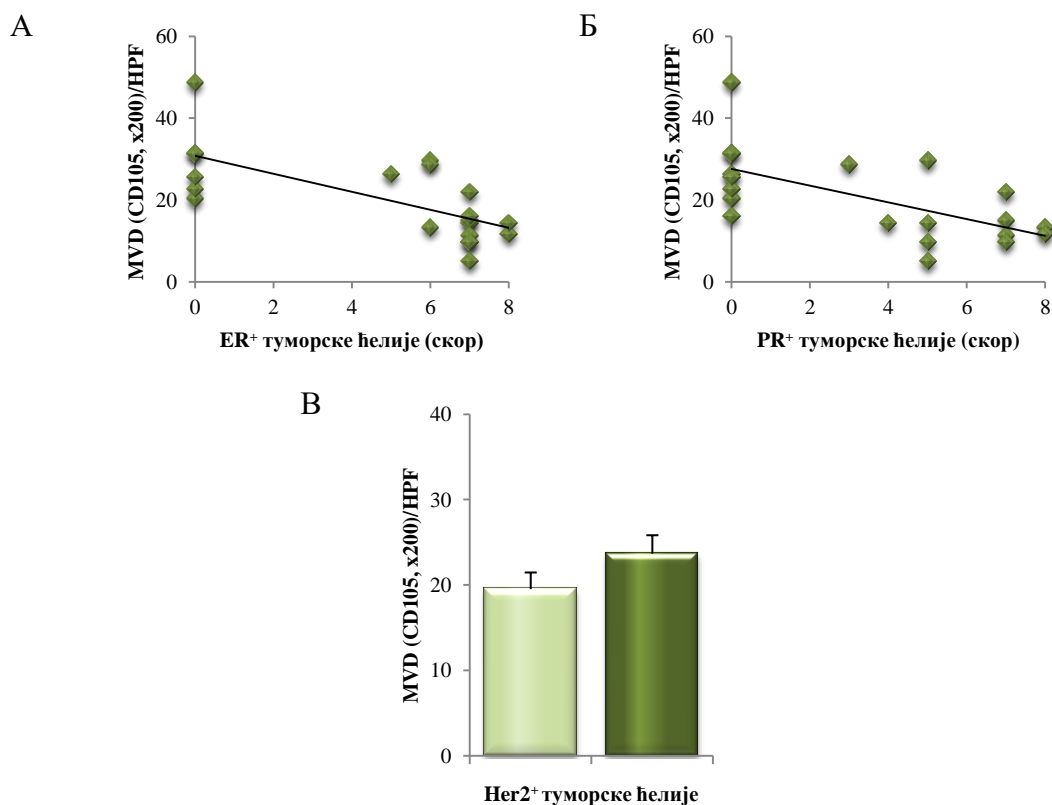 А
MVD (CD105, x200)/HPF
60
40
20
0
0 2 4 6 8
ER⁺ туморске ћелије (скор)
Б
MVD (CD105, x200)/HPF
60
40
20
0
0 2 4 6 8
PR⁺ туморске ћелије (скор)
В
MVD (CD105, x200)/HPF
40
30
20
10
0
Her2⁺ туморске ћелије